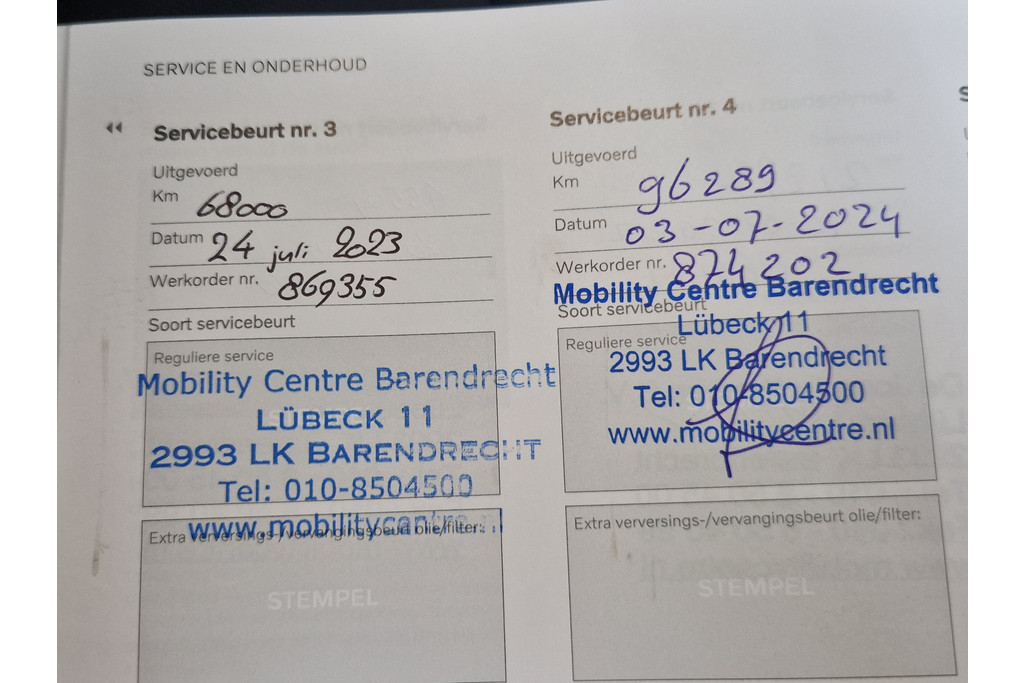 SERVICE EN ONDERHOUD
Servicebeurt nr. 3
Uitgevoerd
Km 68000
Datum 24 juli 2023
Werkorder nr. 869355
Soort servicebeurt
Reguliere service
Mobility Centre Barendrecht
LÜBECK 11
2993 LK BARENDRECHT
Tel: 010-8504500
www.mobilitycentre.nl
Extra verversings-/vervangingsbeurt olie/filter:
STEMPEL
Servicebeurt nr. 4
Uitgevoerd
Km 96289
Datum 03-07-2024
Werkorder nr. 874202
Mobility Centre Barendrecht
Soort servicebeurt
Lübeck 11
Reguliere service
2993 LK Barendrecht
Tel: 010-8504500
www.mobilitycentre.nl
Extra verversings-/vervangingsbeurt olie/filter:
STEMPEL